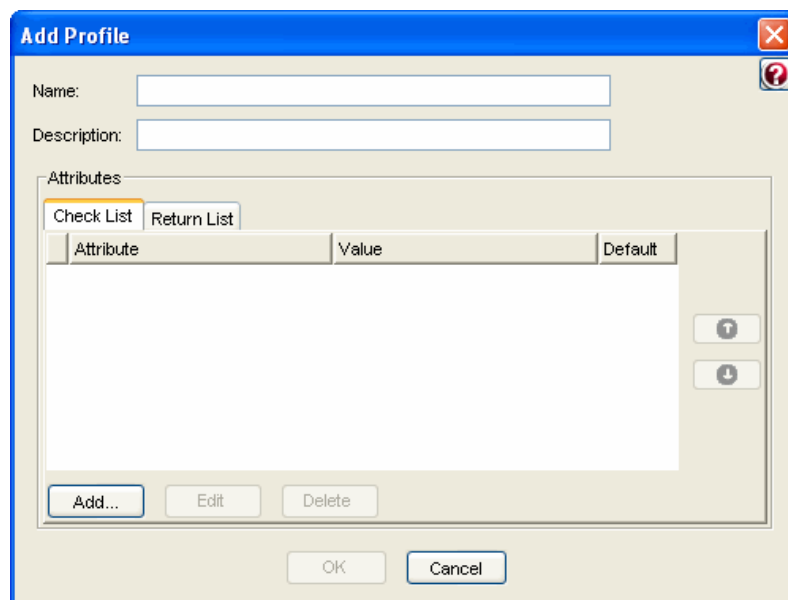 Add Profile
Name:
Description:
Attributes
Check List Return List
Attribute Value Default
Add... Edit Delete
OK Cancel